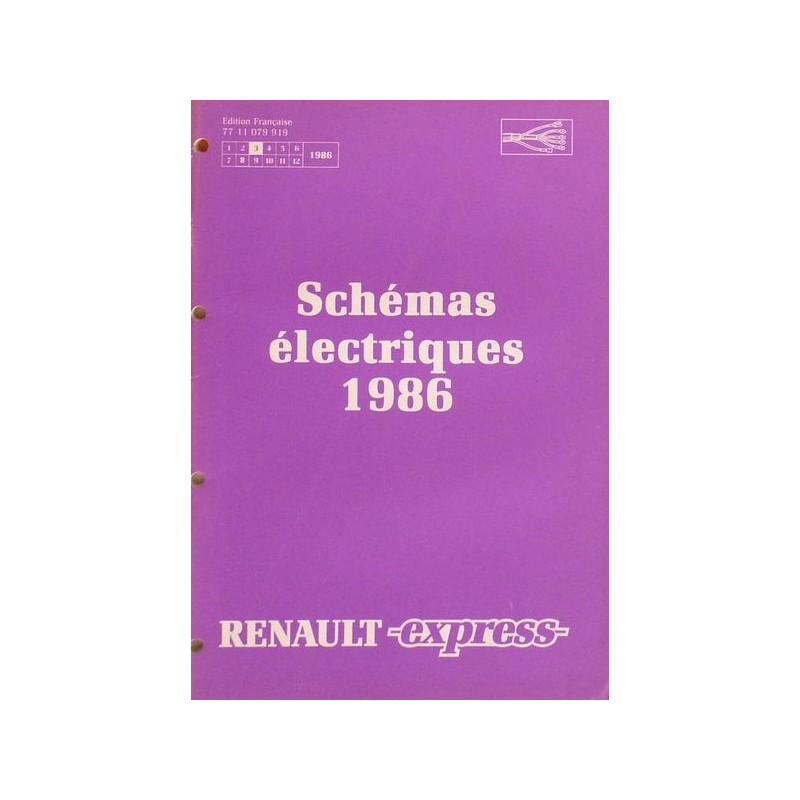 Edition Française
77 11 079 919
1 2 3 4 5 6
7 8 9 10 11 12
1986
Schémas
électriques
1986
RENAULT express